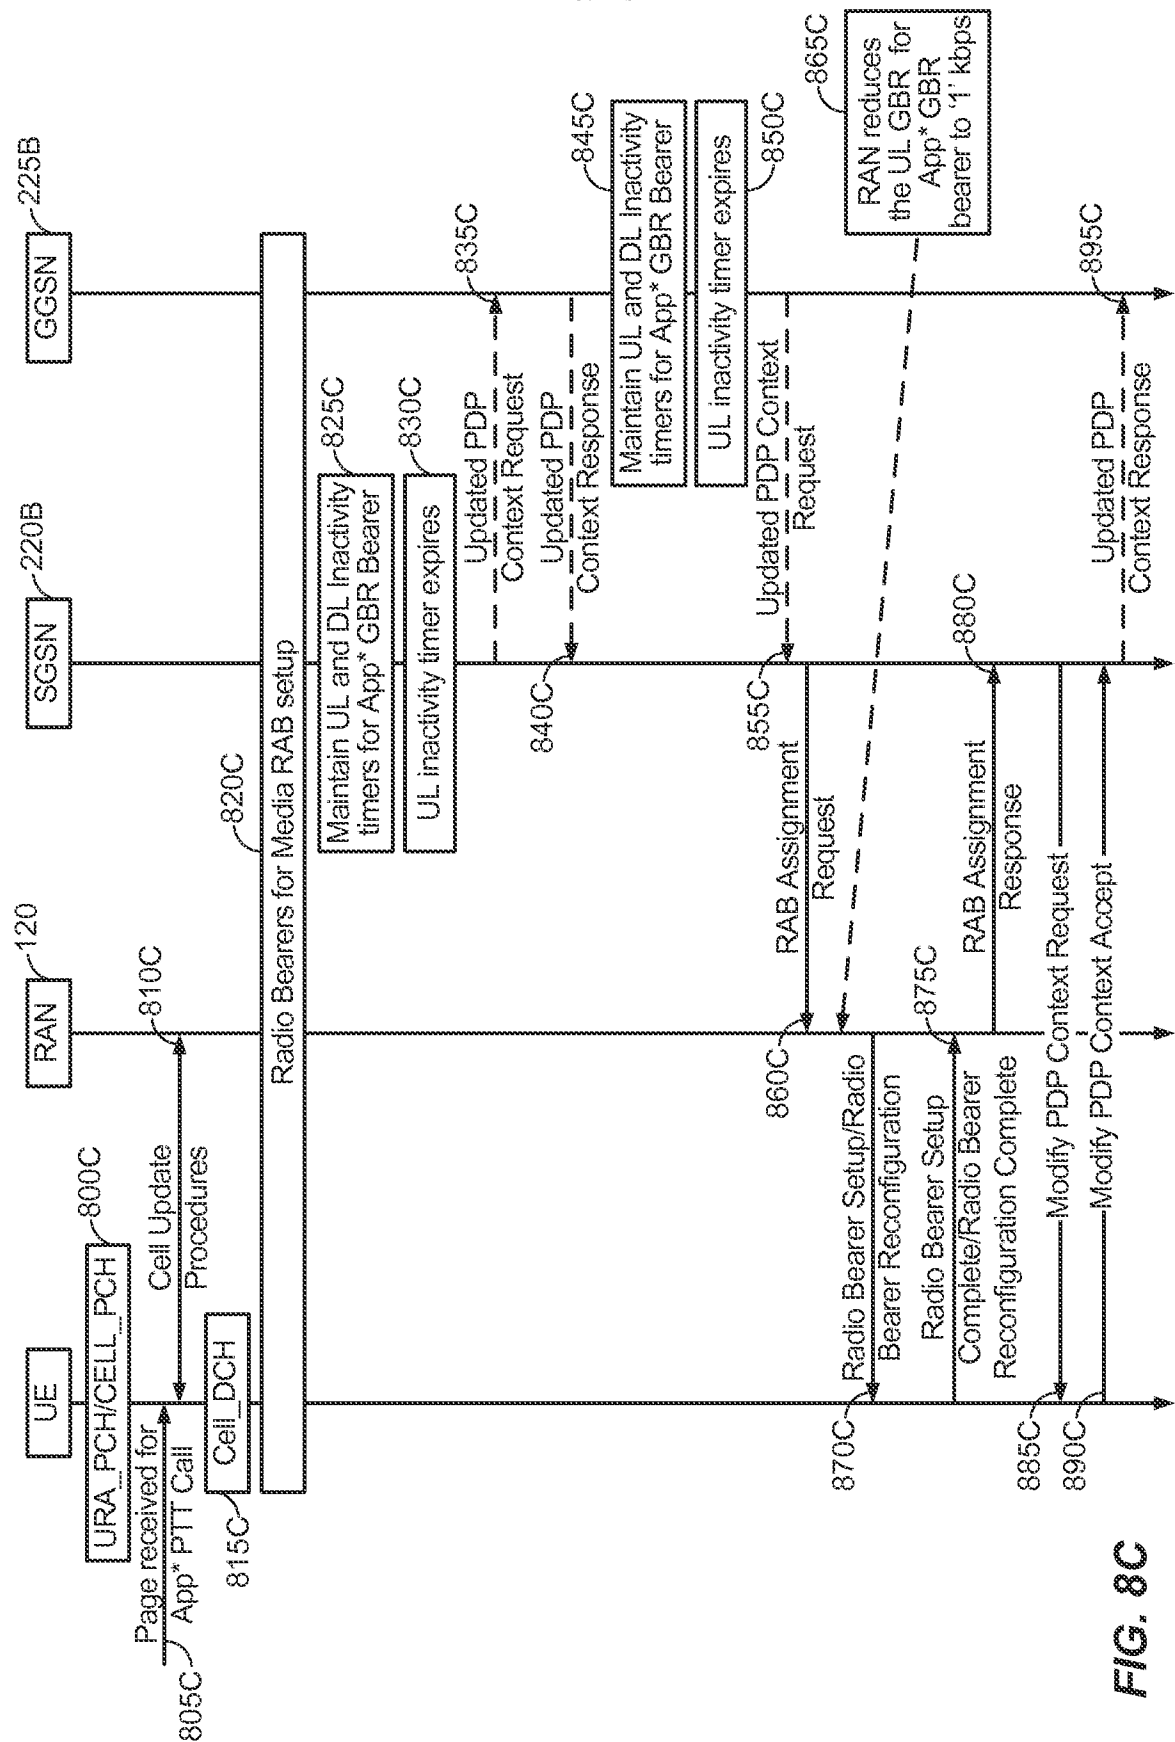 UE
RAN
120
SGSN
220B
GGSN
225B
URA_PCH/CELL_PCH
800C
Page received for
App* PTT Call
805C
Cell Update
Procedures
810C
Cell_DCH
815C
820C
Radio Bearers for Media RAB setup
Maintain UL and DL Inactivity
timers for App* GBR Bearer
825C
UL inactivity timer expires
830C
Updated PDP
Context Request
835C
Updated PDP
Context Response
840C
845C
Maintain UL and DL Inactivity
timers for App* GBR Bearer
UL inactivity timer expires
850C
Updated PDP Context
Request
855C
RAB Assignment
Request
860C
865C
RAN reduces
the UL GBR for
App* GBR
bearer to '1' kbps
Radio Bearer Setup/Radio
Bearer Reconfiguration
870C
Radio Bearer Setup
Complete/Radio Bearer
Reconfiguration Complete
875C
RAB Assignment
Response
880C
Modify PDP Context Request
885C
Modify PDP Context Accept
890C
Updated PDP
Context Response
895C
FIG. 8C